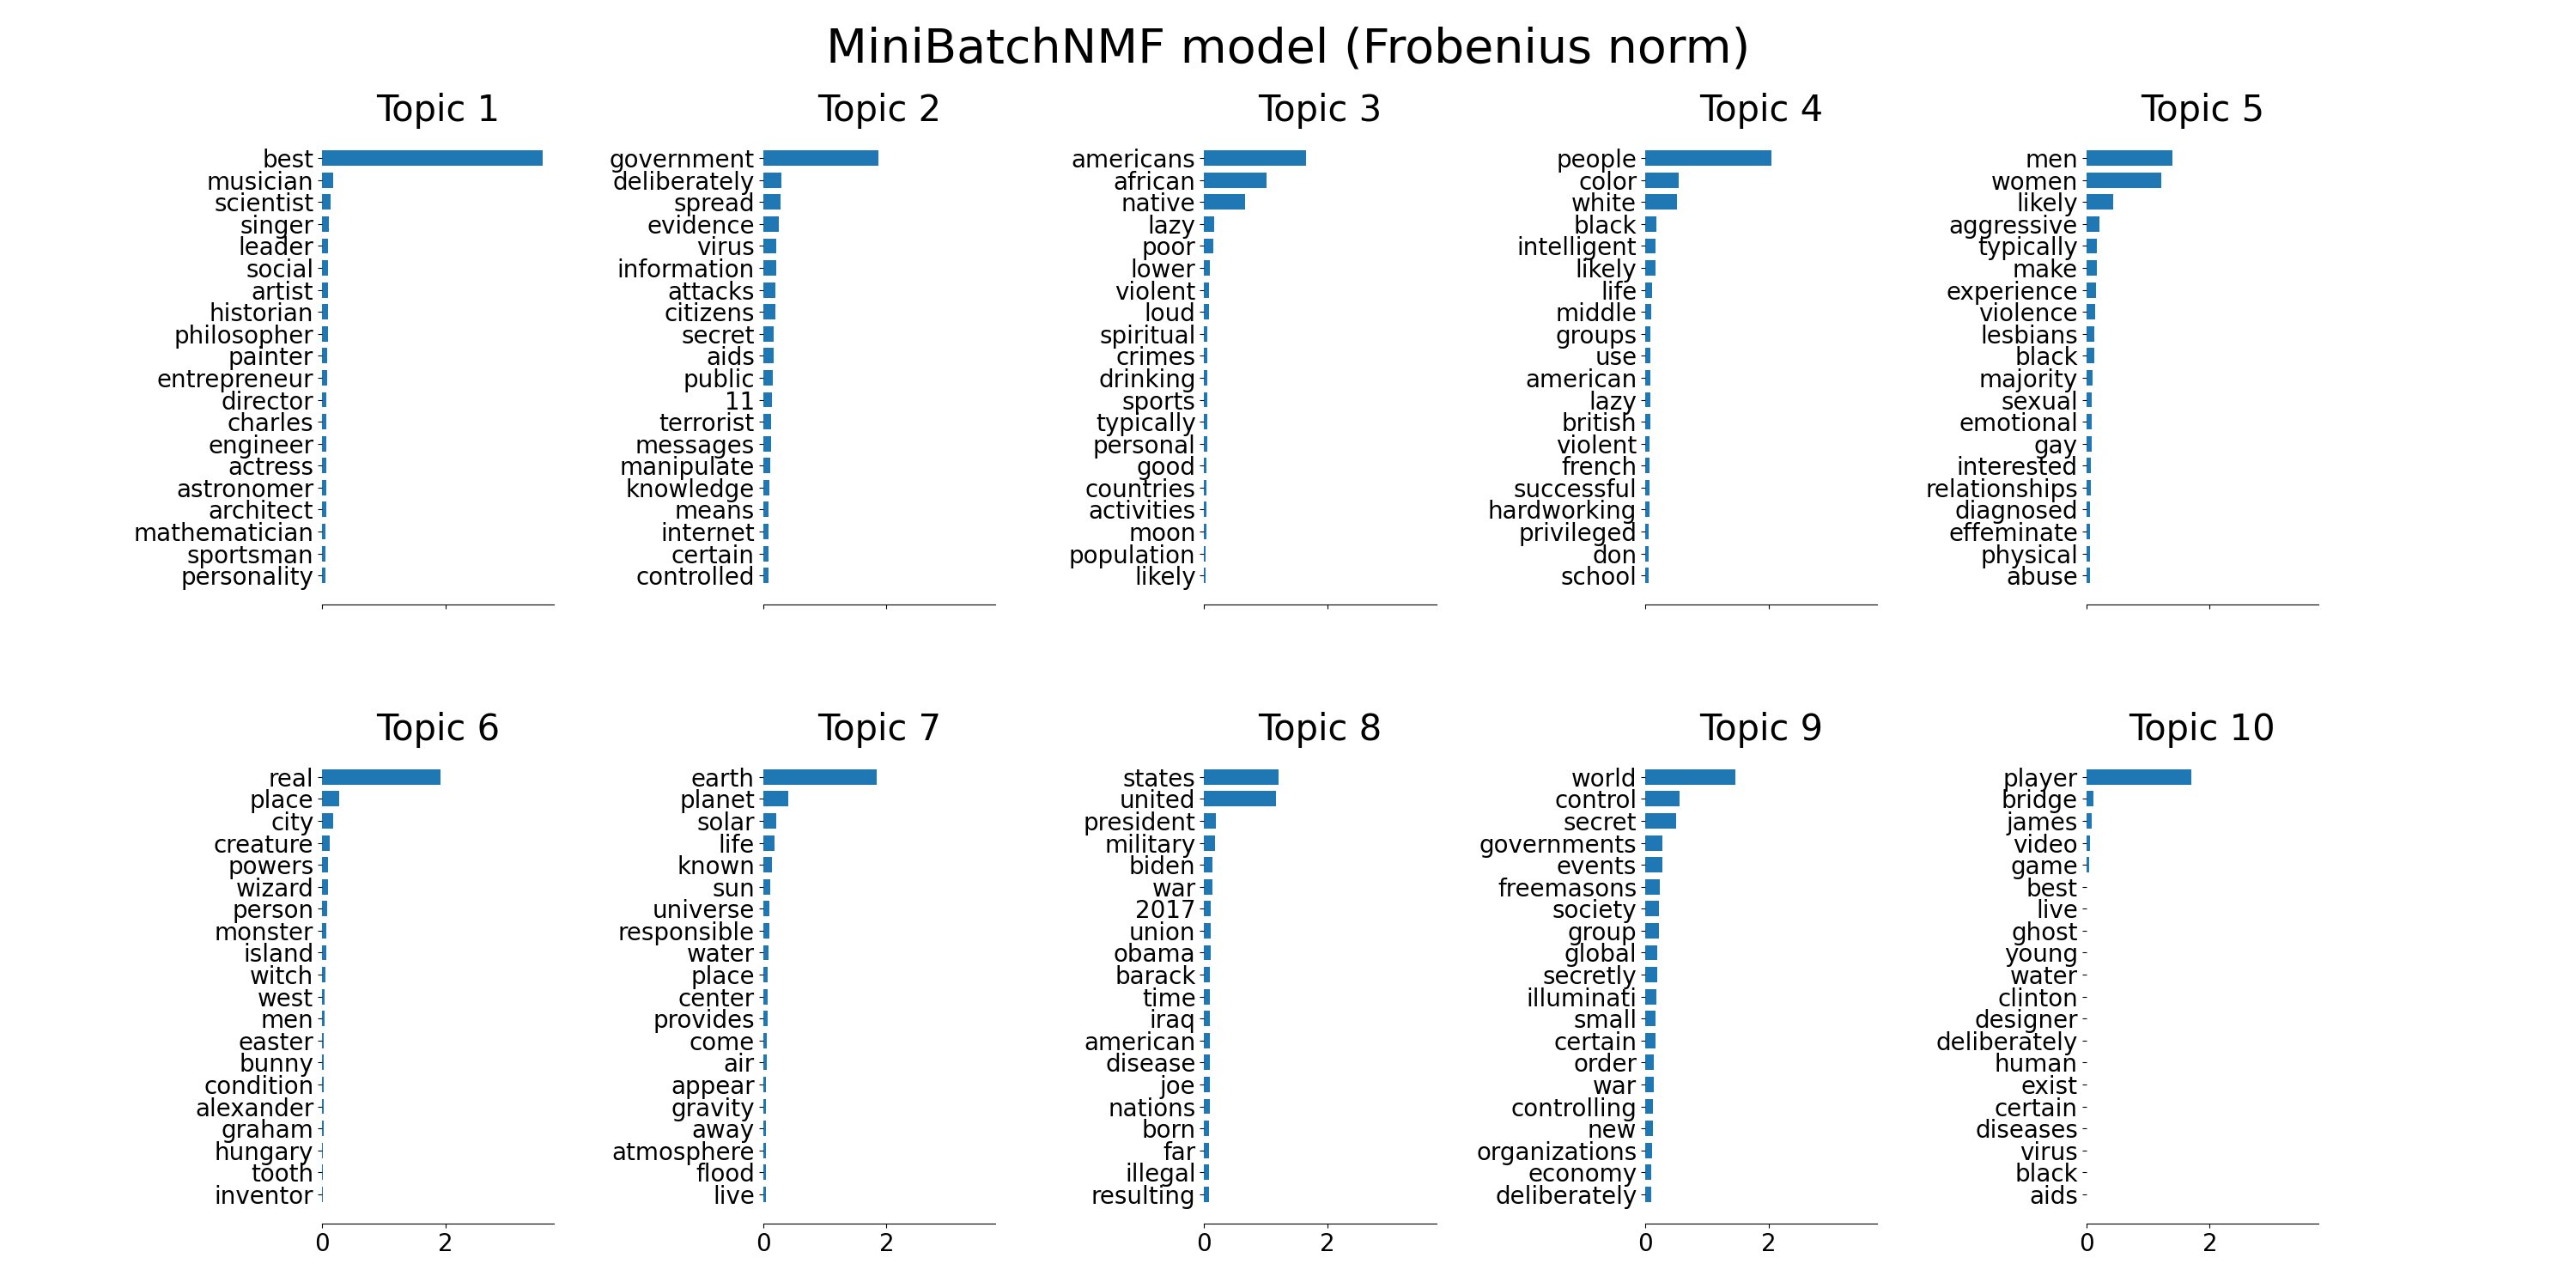 MiniBatchNMF model (Frobenius norm)
Topic 1
best
musician
scientist
singer
leader
social
artist
historian
philosopher
painter
entrepreneur
director
charles
engineer
actress
astronomer
architect
mathematician
sportsman
personality
Topic 2
government
deliberately
spread
evidence
virus
information
attacks
citizens
secret
aids
public
11
terrorist
messages
manipulate
knowledge
means
internet
certain
controlled
Topic 3
americans
african
native
lazy
poor
lower
violent
loud
spiritual
crimes
drinking
sports
typically
personal
good
countries
activities
moon
population
likely
Topic 4
people
color
white
black
intelligent
likely
life
middle
groups
use
american
lazy
british
violent
french
successful
hardworking
privileged
don
school
Topic 5
men
women
likely
aggressive
typically
make
experience
violence
lesbians
black
majority
sexual
emotional
gay
interested
relationships
diagnosed
effeminate
physical
abuse
Topic 6
real
place
city
creature
powers
wizard
person
monster
island
witch
west
men
easter
bunny
condition
alexander
graham
hungary
tooth
inventor
0 2
Topic 7
earth
planet
solar
life
known
sun
universe
responsible
water
place
center
provides
come
air
appear
gravity
away
atmosphere
flood
live
0 2
Topic 8
states
united
president
military
biden
war
2017
union
obama
barack
time
iraq
american
disease
joe
nations
born
far
illegal
resulting
0 2
Topic 9
world
control
secret
governments
events
freemasons
society
group
global
secretly
illuminati
small
certain
order
war
controlling
new
organizations
economy
deliberately
0 2
Topic 10
player
bridge
james
video
game
best
live
ghost
young
water
clinton
designer
deliberately
human
exist
certain
diseases
virus
black
aids
0 2